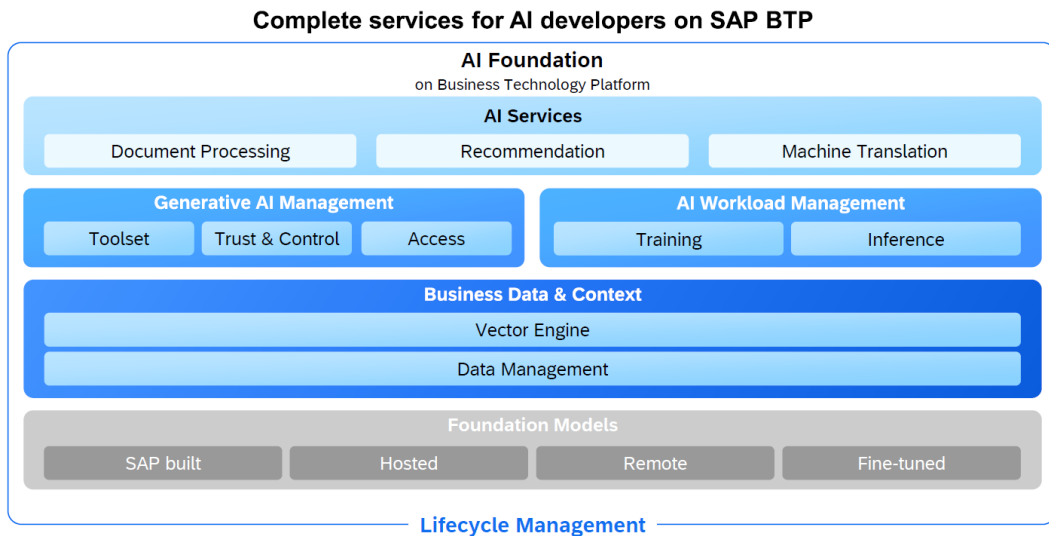 Complete services for AI developers on SAP BTP
AI Foundation
on Business Technology Platform
AI Services
Document Processing
Recommendation
Machine Translation
Generative AI Management
Toolset
Trust & Control
Access
AI Workload Management
Training
Inference
Business Data & Context
Vector Engine
Data Management
Foundation Models
SAP built
Hosted
Remote
Fine-tuned
Lifecycle Management